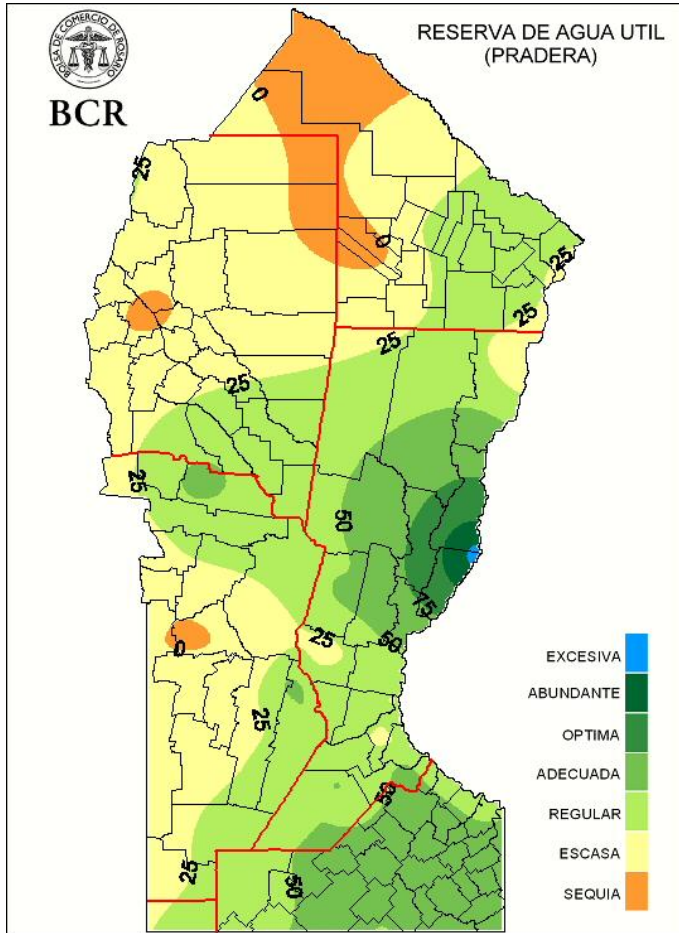 BOLSA DE COMERCIO DE ROSARIO
BCR
RESERVA DE AGUA UTIL
(PRADERA)
0
25
0
25
25
25
25
25
50
75
50
25
0
25
50
25
50
EXCESIVA
ABUNDANTE
OPTIMA
ADECUADA
REGULAR
ESCASA
SEQUIA